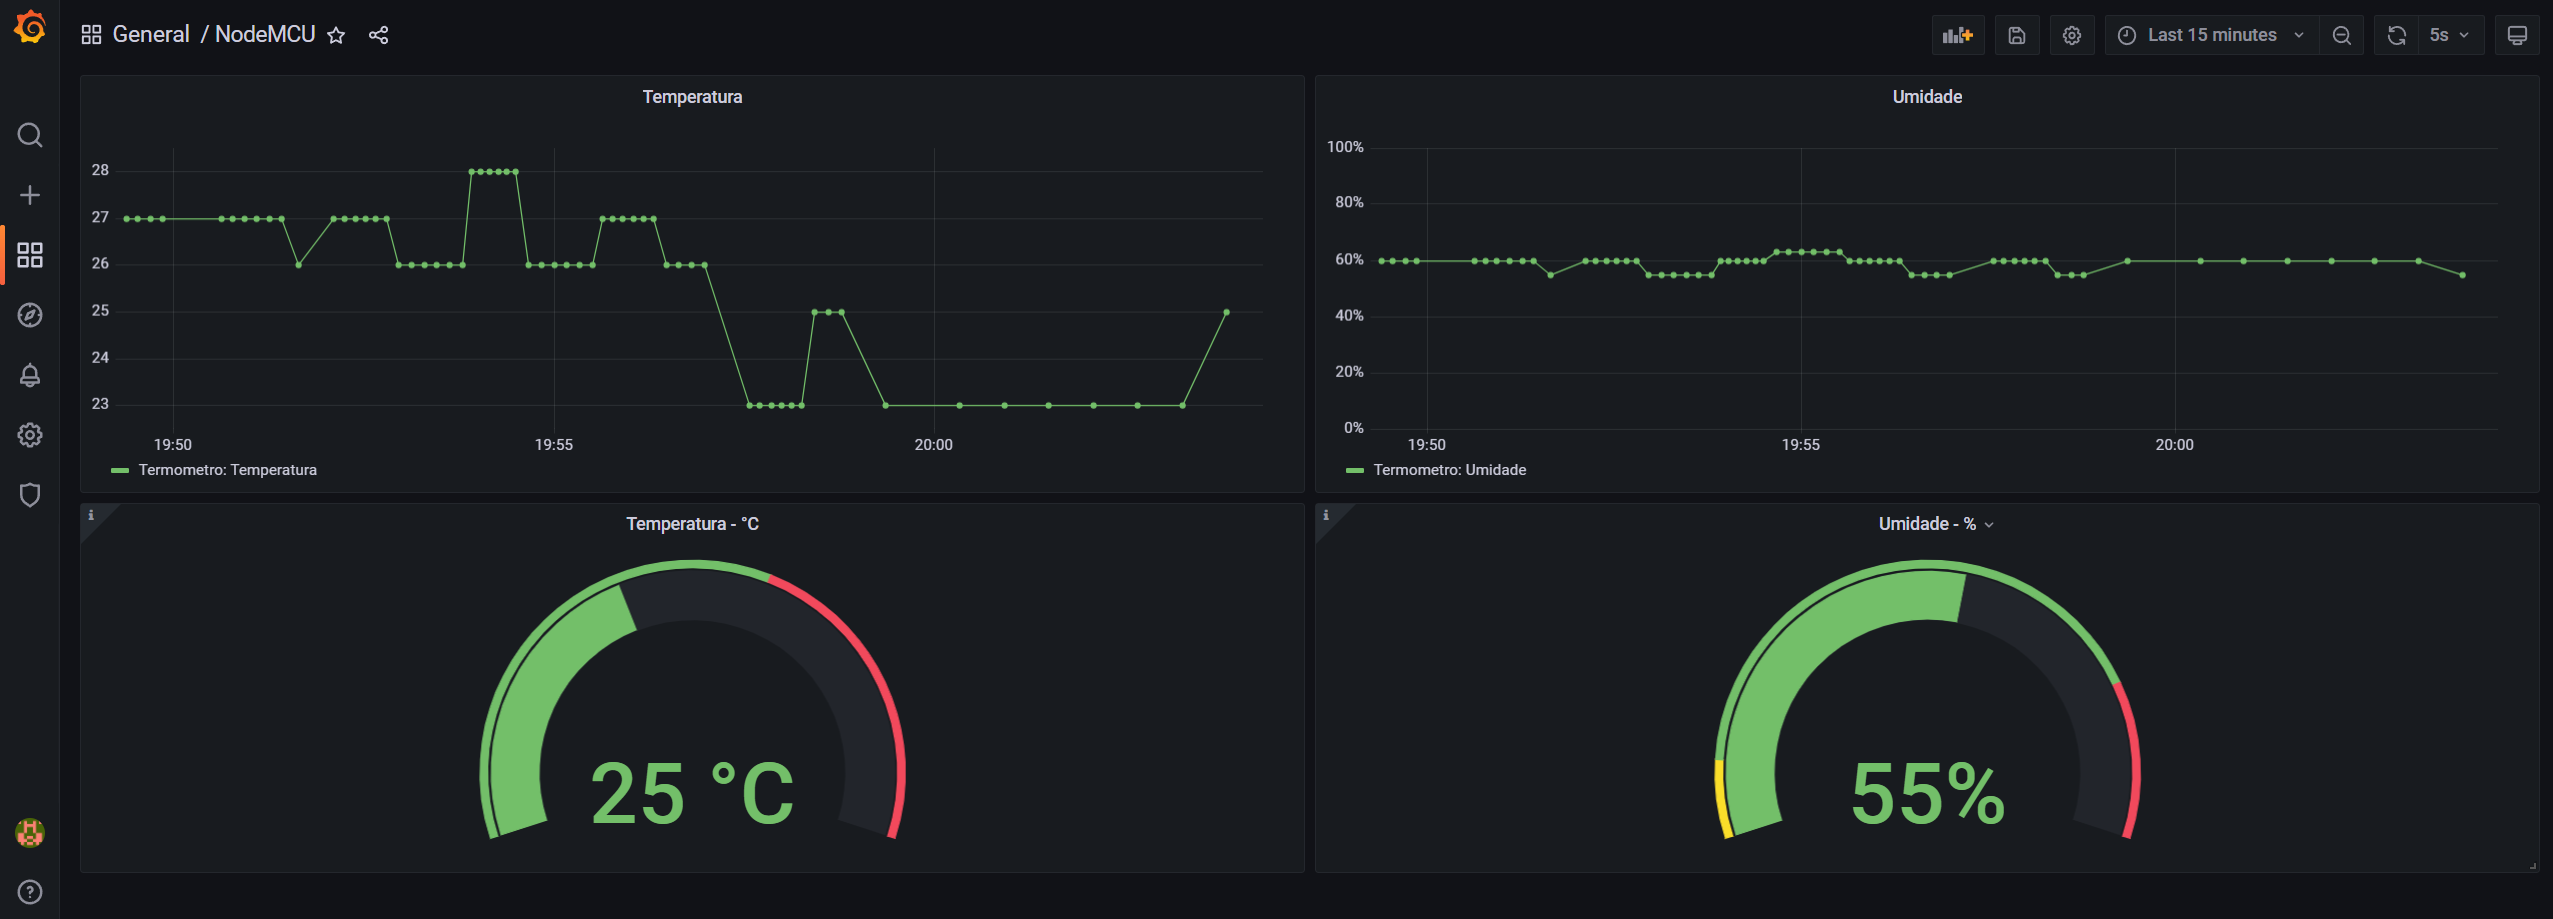 General / NodeMCU
Last 15 minutes
5s
Temperatura
28
27
26
25
24
23
19:50 19:55 20:00
Termometro: Temperatura
Umidade
100%
80%
60%
40%
20%
0%
19:50 19:55 20:00
Termometro: Umidade
i
Temperatura - °C
25 °C
i
Umidade - %
55%